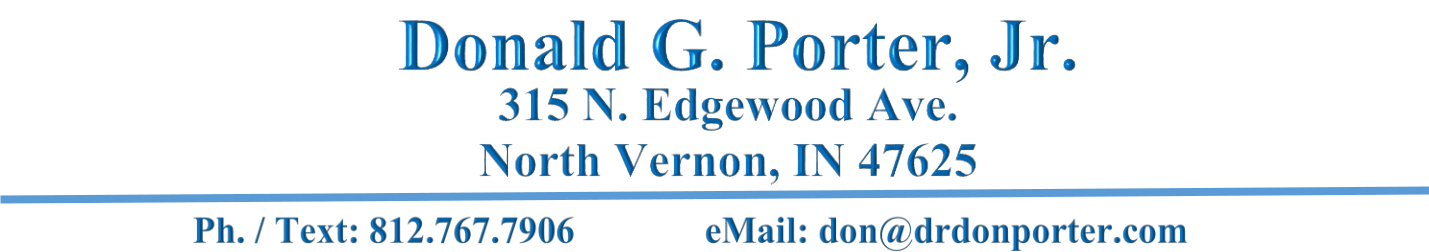 Donald G. Porter, Jr.
315 N. Edgewood Ave.
North Vernon, IN 47625
Ph. / Text: 812.767.7906 eMail: don@drdonporter.com